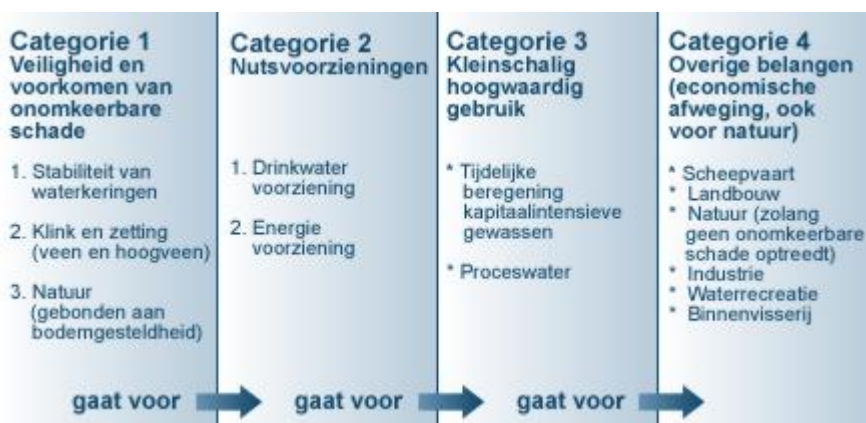 Categorie 1
Veiligheid en
voorkomen van
onomkeerbare
schade
1. Stabiliteit van
waterkeringen
2. Klink en zetting
(veen en hoogveen)
3. Natuur
(gebonden aan
bodemgesteldheid)
gaat voor
Categorie 2
Nutsvoorzieningen
1. Drinkwater
voorziening
2. Energie
voorziening
gaat voor
Categorie 3
Kleinschalig
hoogwaardig
gebruik
* Tijdelijke
beregening
kapitaalintensieve
gewassen
* Proceswater
gaat voor
Categorie 4
Overige belangen
(economische
afweging, ook
voor natuur)
* Scheepvaart
* Landbouw
* Natuur (zolang
geen onomkeerbare
schade optreedt)
* Industrie
* Waterrecreatie
* Binnenvisserij